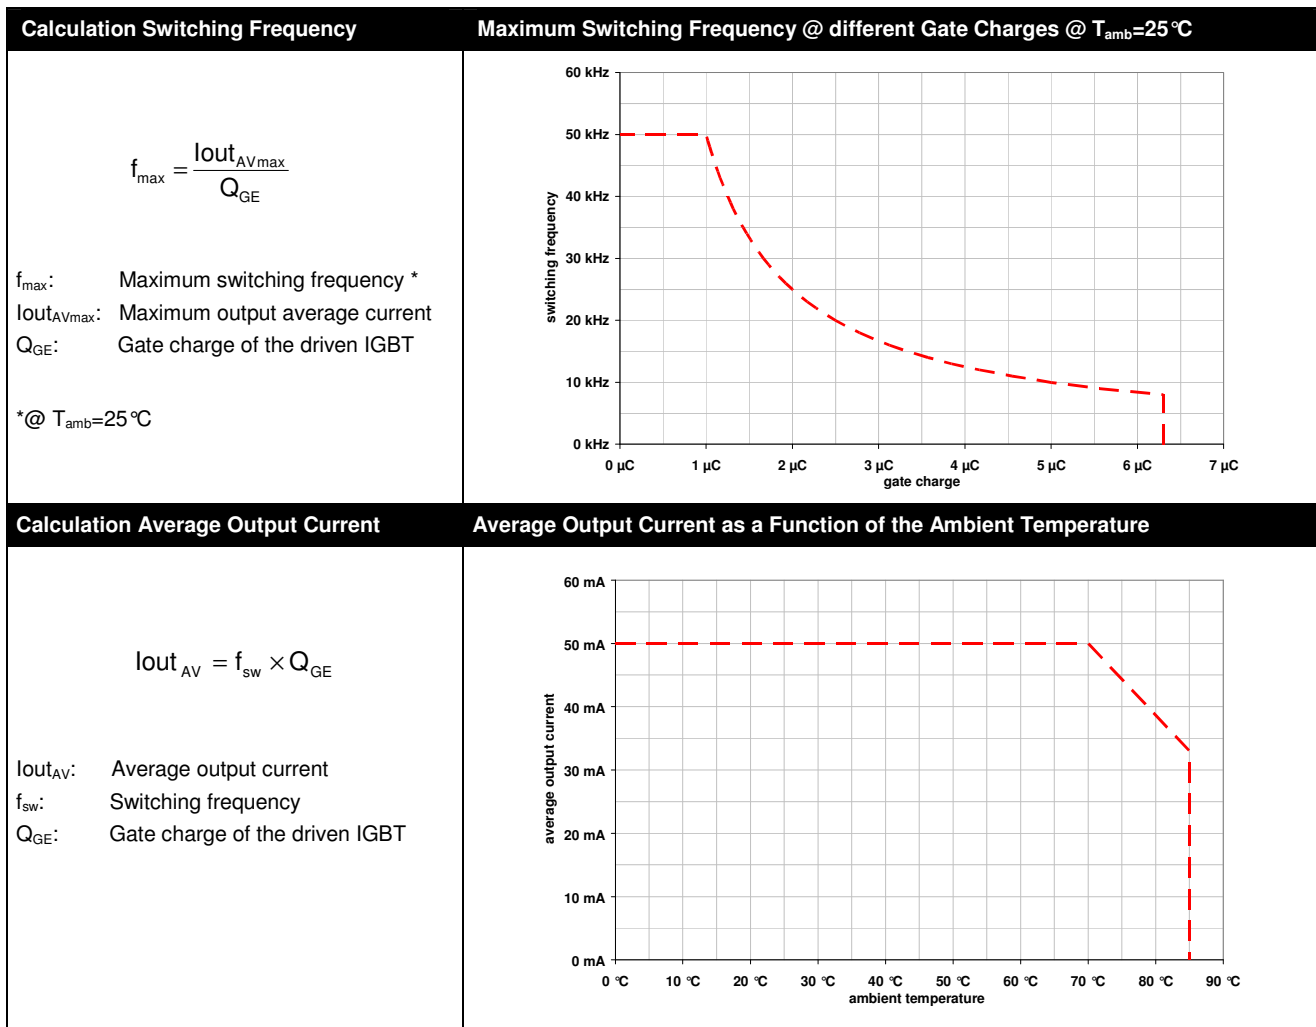 Calculation Switching Frequency
Maximum Switching Frequency @ different Gate Charges @ Tamb=25°C
fmax = IoutAVmax / QGE
fmax: Maximum switching frequency *
IoutAVmax: Maximum output average current
QGE: Gate charge of the driven IGBT
*@ Tamb=25°C
60 kHz
50 kHz
40 kHz
30 kHz
20 kHz
10 kHz
0 kHz
switching frequency
0 µC 1 µC 2 µC 3 µC 4 µC 5 µC 6 µC 7 µC
gate charge
Calculation Average Output Current
Average Output Current as a Function of the Ambient Temperature
Iout AV = fsw × QGE
IoutAV: Average output current
fsw: Switching frequency
QGE: Gate charge of the driven IGBT
60 mA
50 mA
40 mA
30 mA
20 mA
10 mA
0 mA
average output current
0 °C 10 °C 20 °C 30 °C 40 °C 50 °C 60 °C 70 °C 80 °C 90 °C
ambient temperature